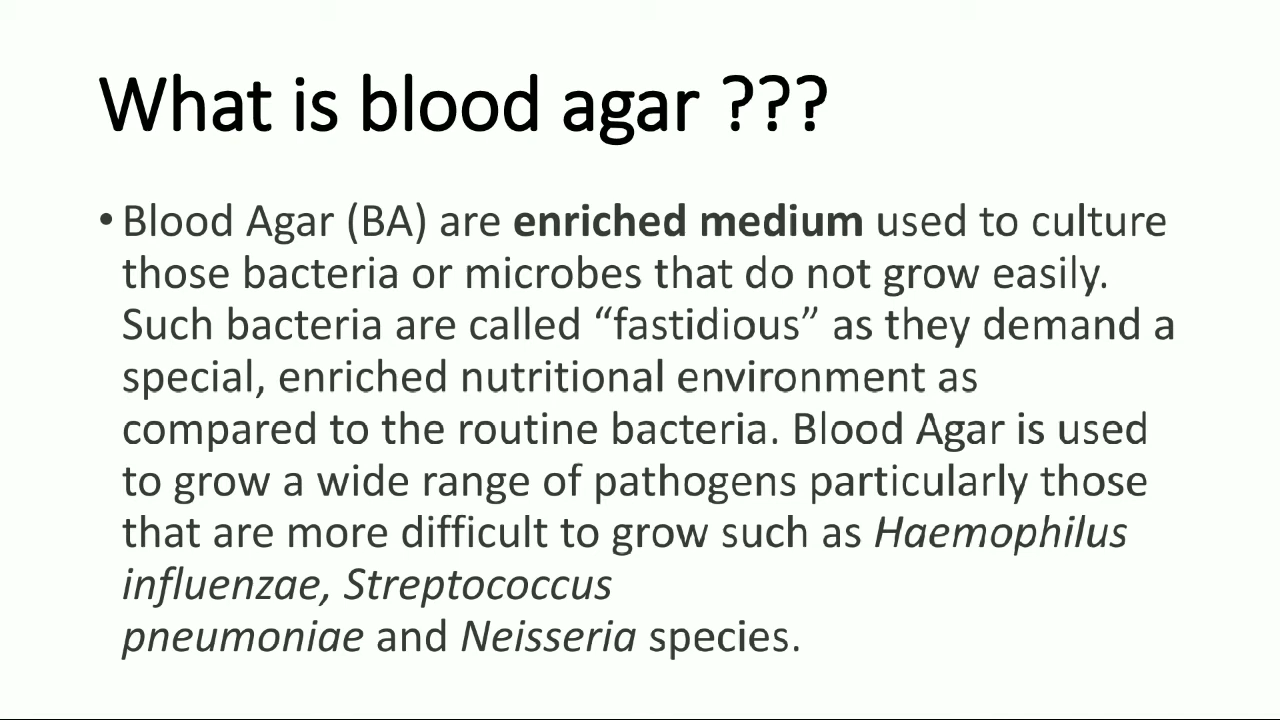 What is blood agar ???
• Blood Agar (BA) are enriched medium used to culture
those bacteria or microbes that do not grow easily.
Such bacteria are called “fastidious” as they demand a
special, enriched nutritional environment as
compared to the routine bacteria. Blood Agar is used
to grow a wide range of pathogens particularly those
that are more difficult to grow such as Haemophilus
influenzae, Streptococcus
pneumoniae and Neisseria species.